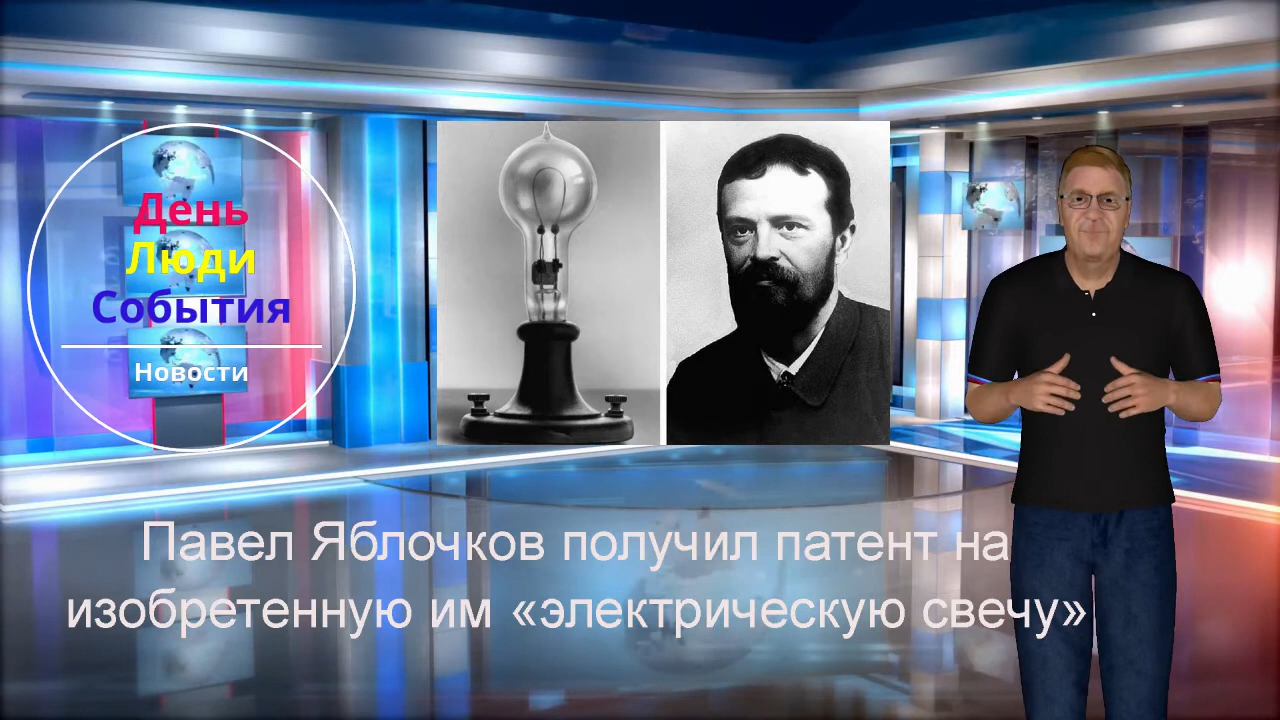 День
Люди
События
Новости
Павел Яблочков получил патент на
изобретенную им «электрическую свечу»